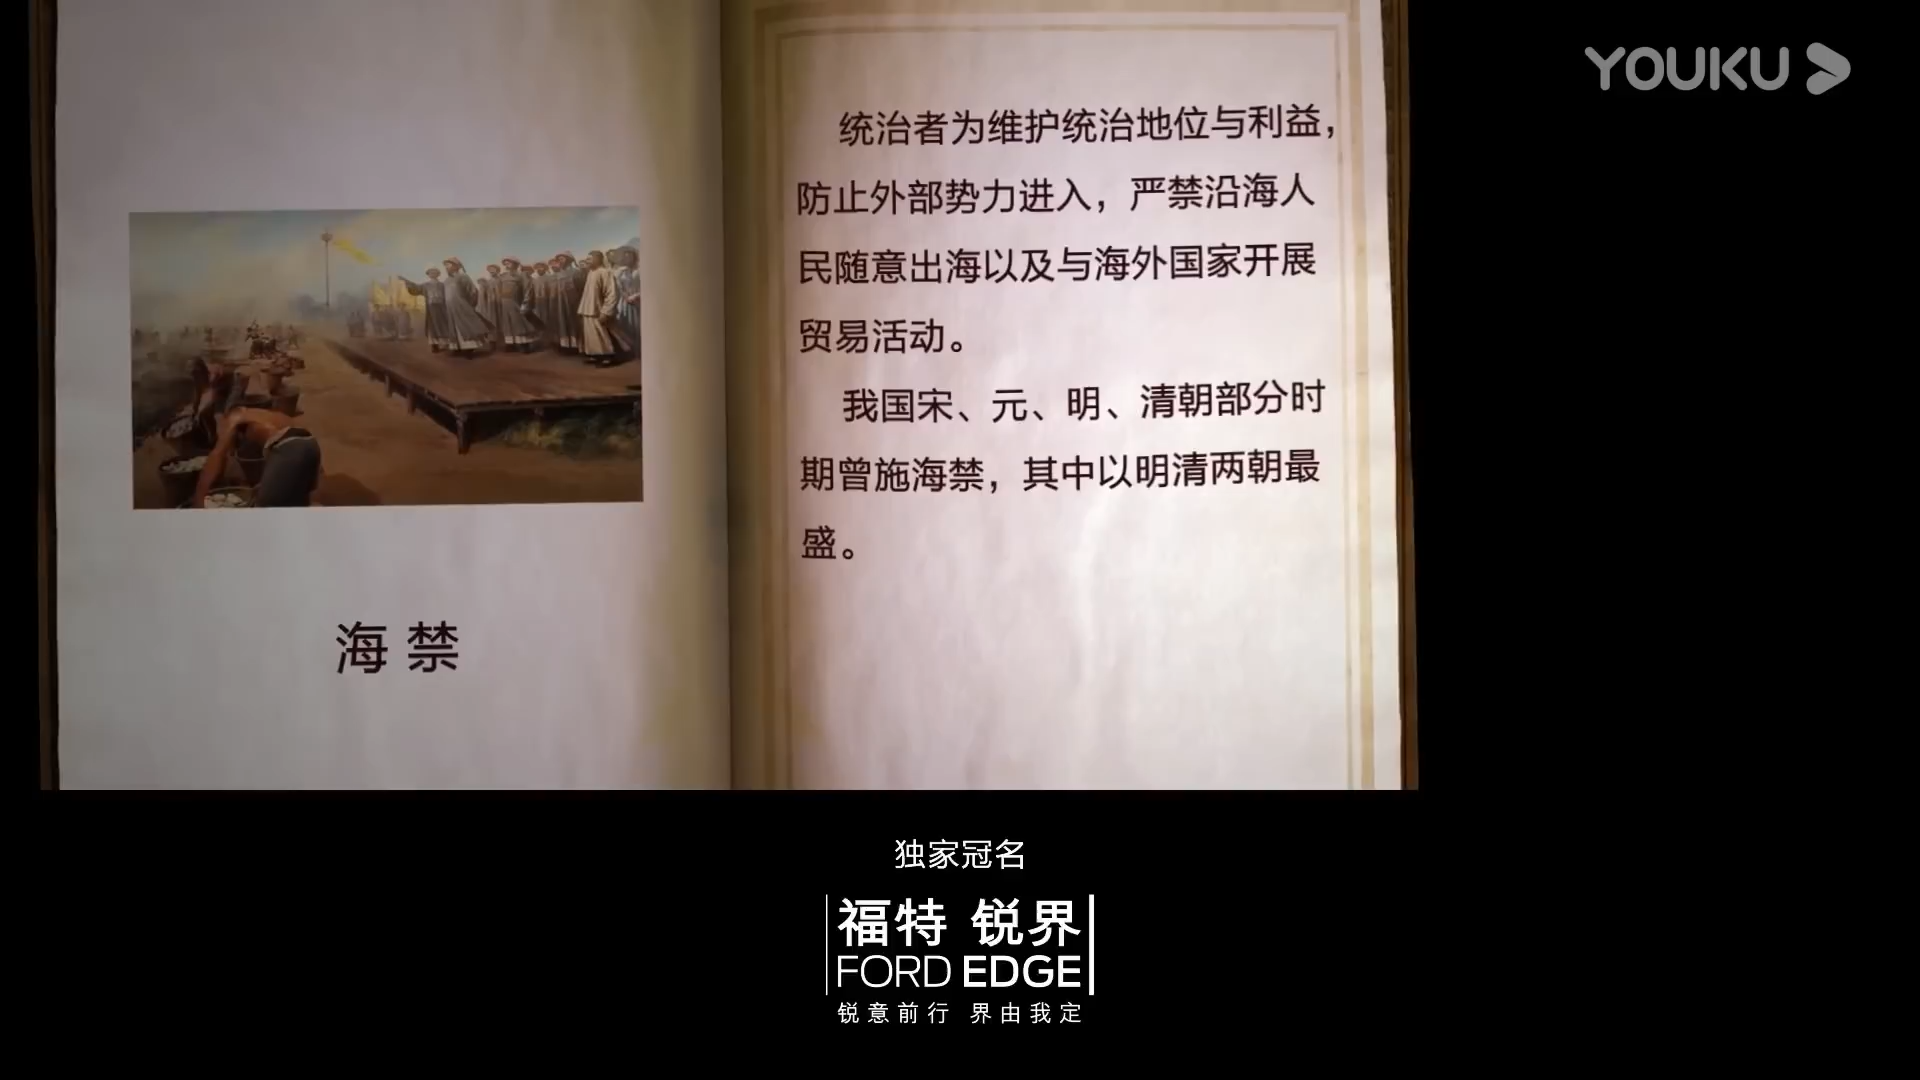 YOUKU
统治者为维护统治地位与利益，
防止外部势力进入，严禁沿海人
民随意出海以及与海外国家开展
贸易活动。
我国宋、元、明、清朝部分时
期曾施海禁，其中以明清两朝最
盛。
海禁
独家冠名
福特 锐界
FORD EDGE
锐意前行 界由我定